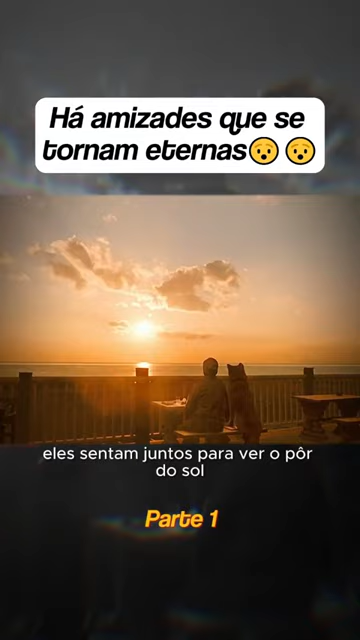 Há amizades que se
tornam eternas😯😯
eles sentam juntos para ver o pôr
do sol
Parte 1